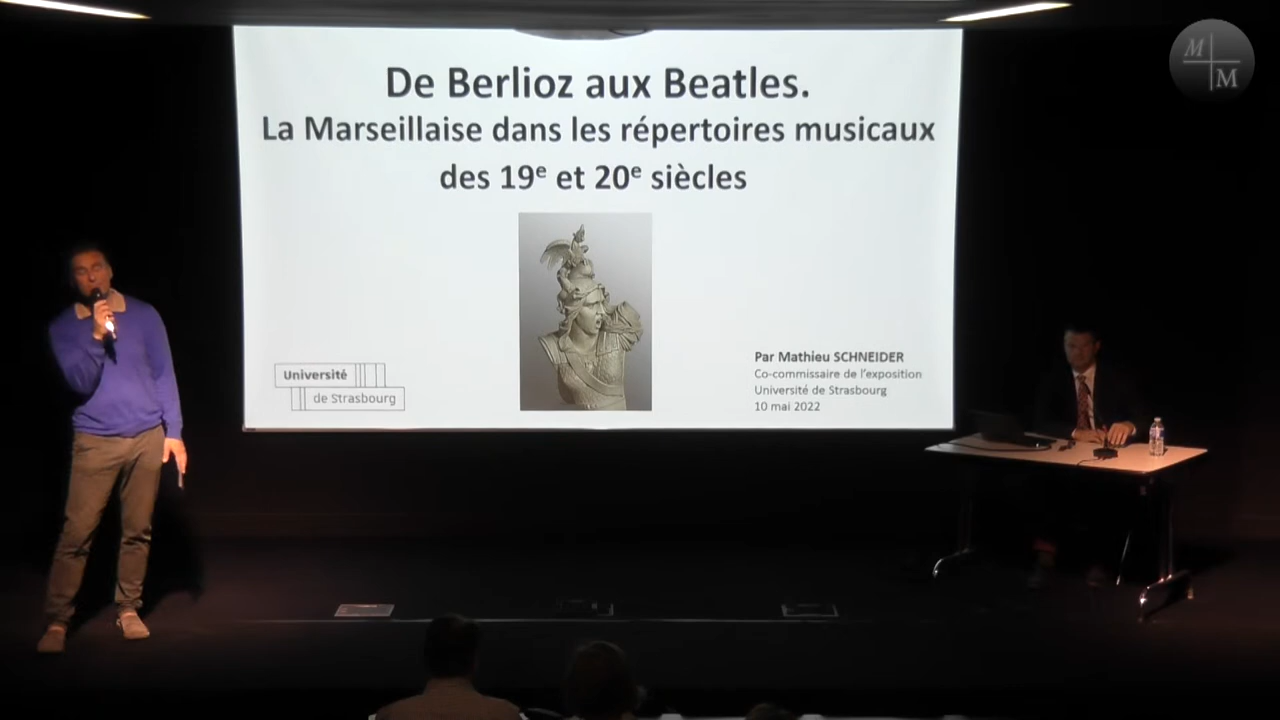 M
M
De Berlioz aux Beatles.
La Marseillaise dans les répertoires musicaux
des 19e et 20e siècles
Université
de Strasbourg
Par Mathieu SCHNEIDER
Co-commissaire de l'exposition
Université de Strasbourg
10 mai 2022